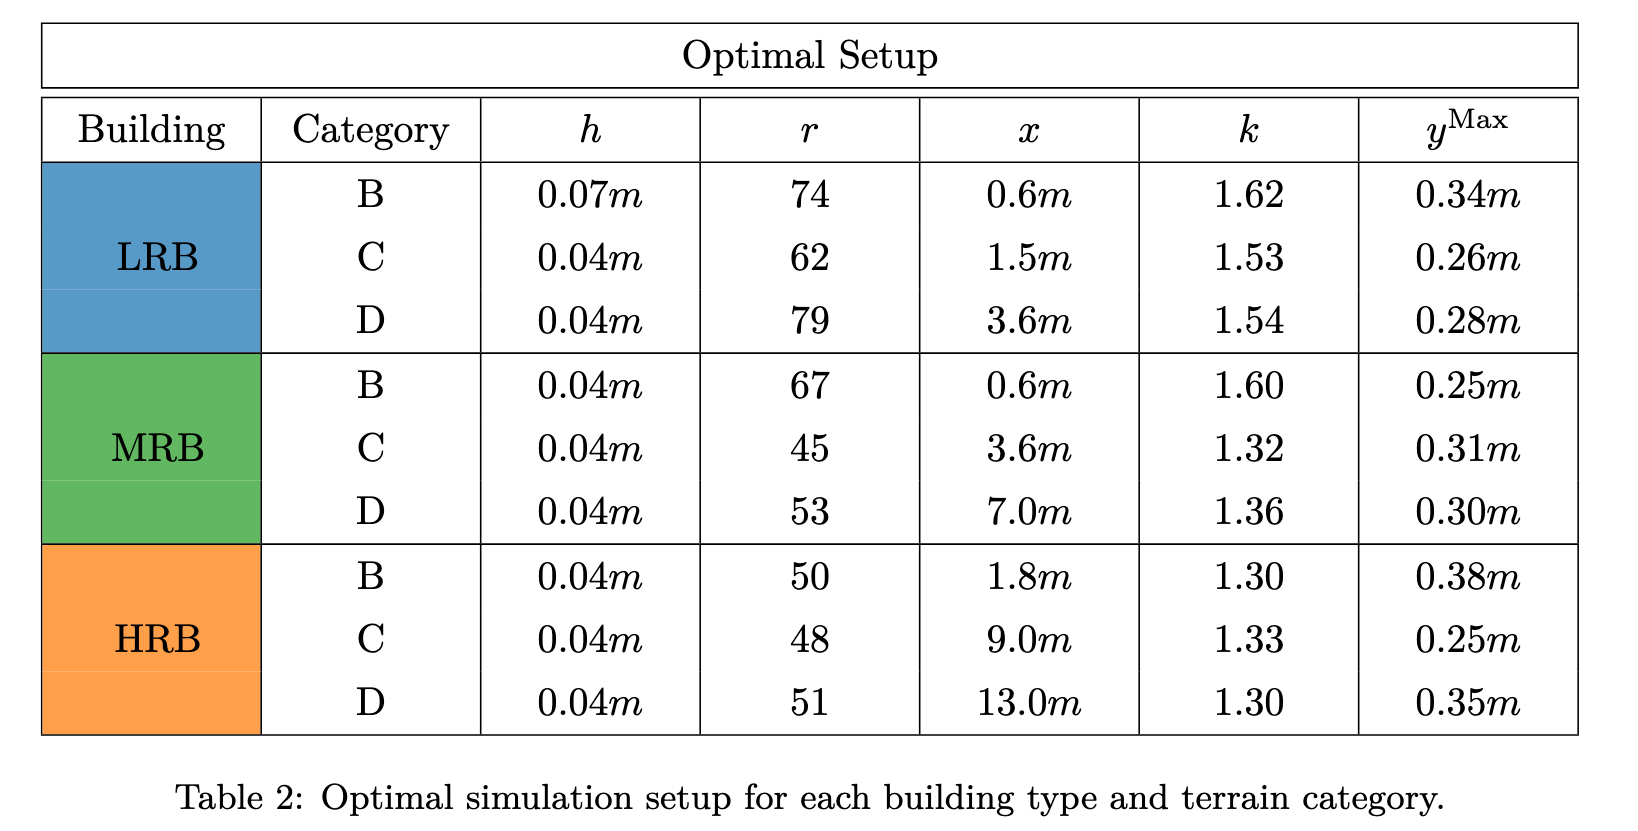 Optimal Setup
Building Category h r x k y^Max
B 0.07m 74 0.6m 1.62 0.34m
LRB C 0.04m 62 1.5m 1.53 0.26m
D 0.04m 79 3.6m 1.54 0.28m
B 0.04m 67 0.6m 1.60 0.25m
MRB C 0.04m 45 3.6m 1.32 0.31m
D 0.04m 53 7.0m 1.36 0.30m
B 0.04m 50 1.8m 1.30 0.38m
HRB C 0.04m 48 9.0m 1.33 0.25m
D 0.04m 51 13.0m 1.30 0.35m
Table 2: Optimal simulation setup for each building type and terrain category.